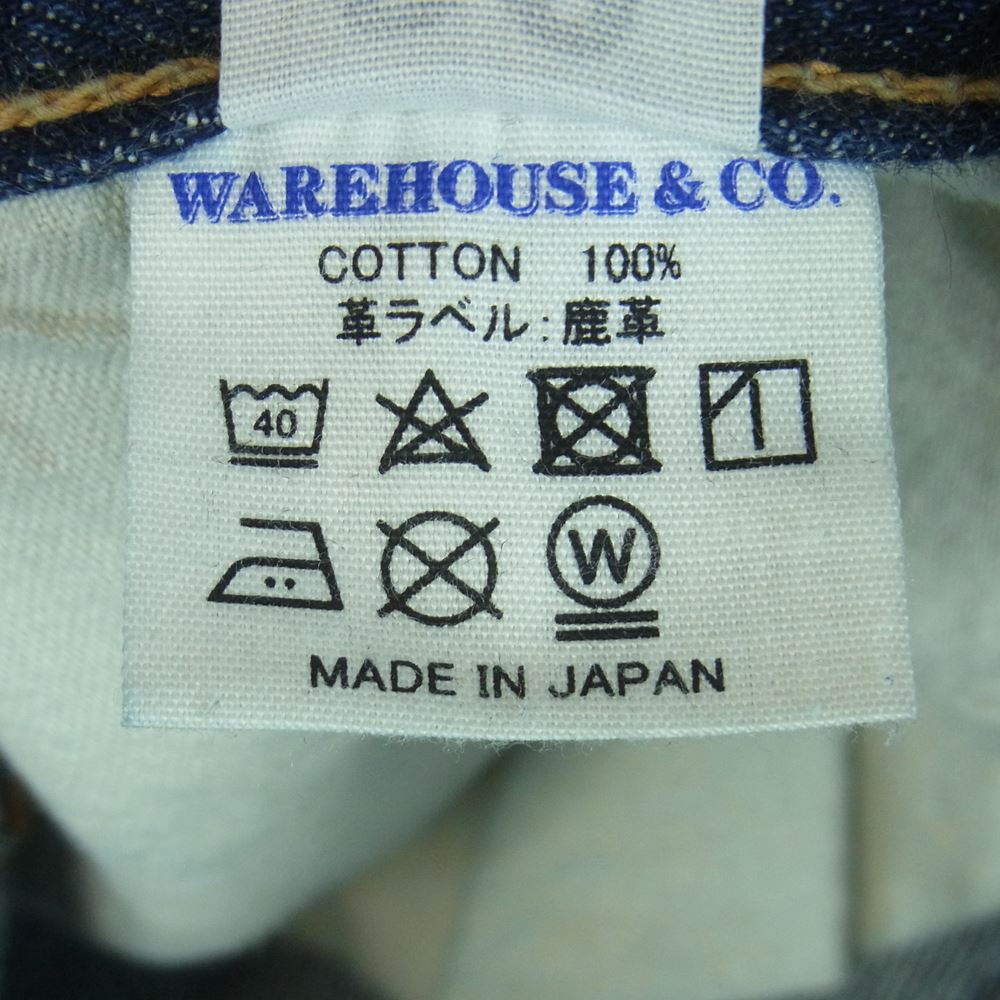 WAREHOUSE & CO.
COTTON 100%
革ラベル:鹿革
40
W
MADE IN JAPAN